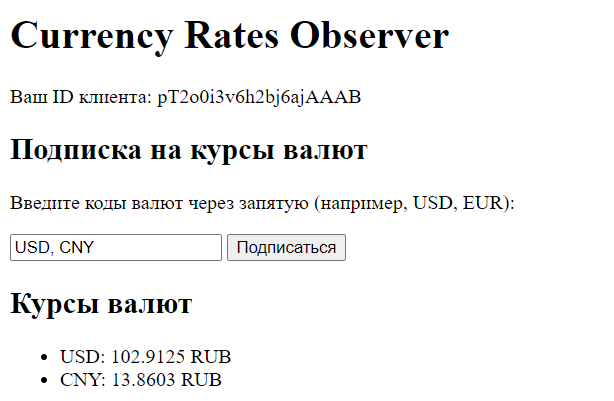 Currency Rates Observer
Ваш ID клиента: pT2o0i3v6h2bj6ajAAAB
Подписка на курсы валют
Введите коды валют через запятую (например, USD, EUR):
USD, CNY Подписаться
Курсы валют
• USD: 102.9125 RUB
• CNY: 13.8603 RUB